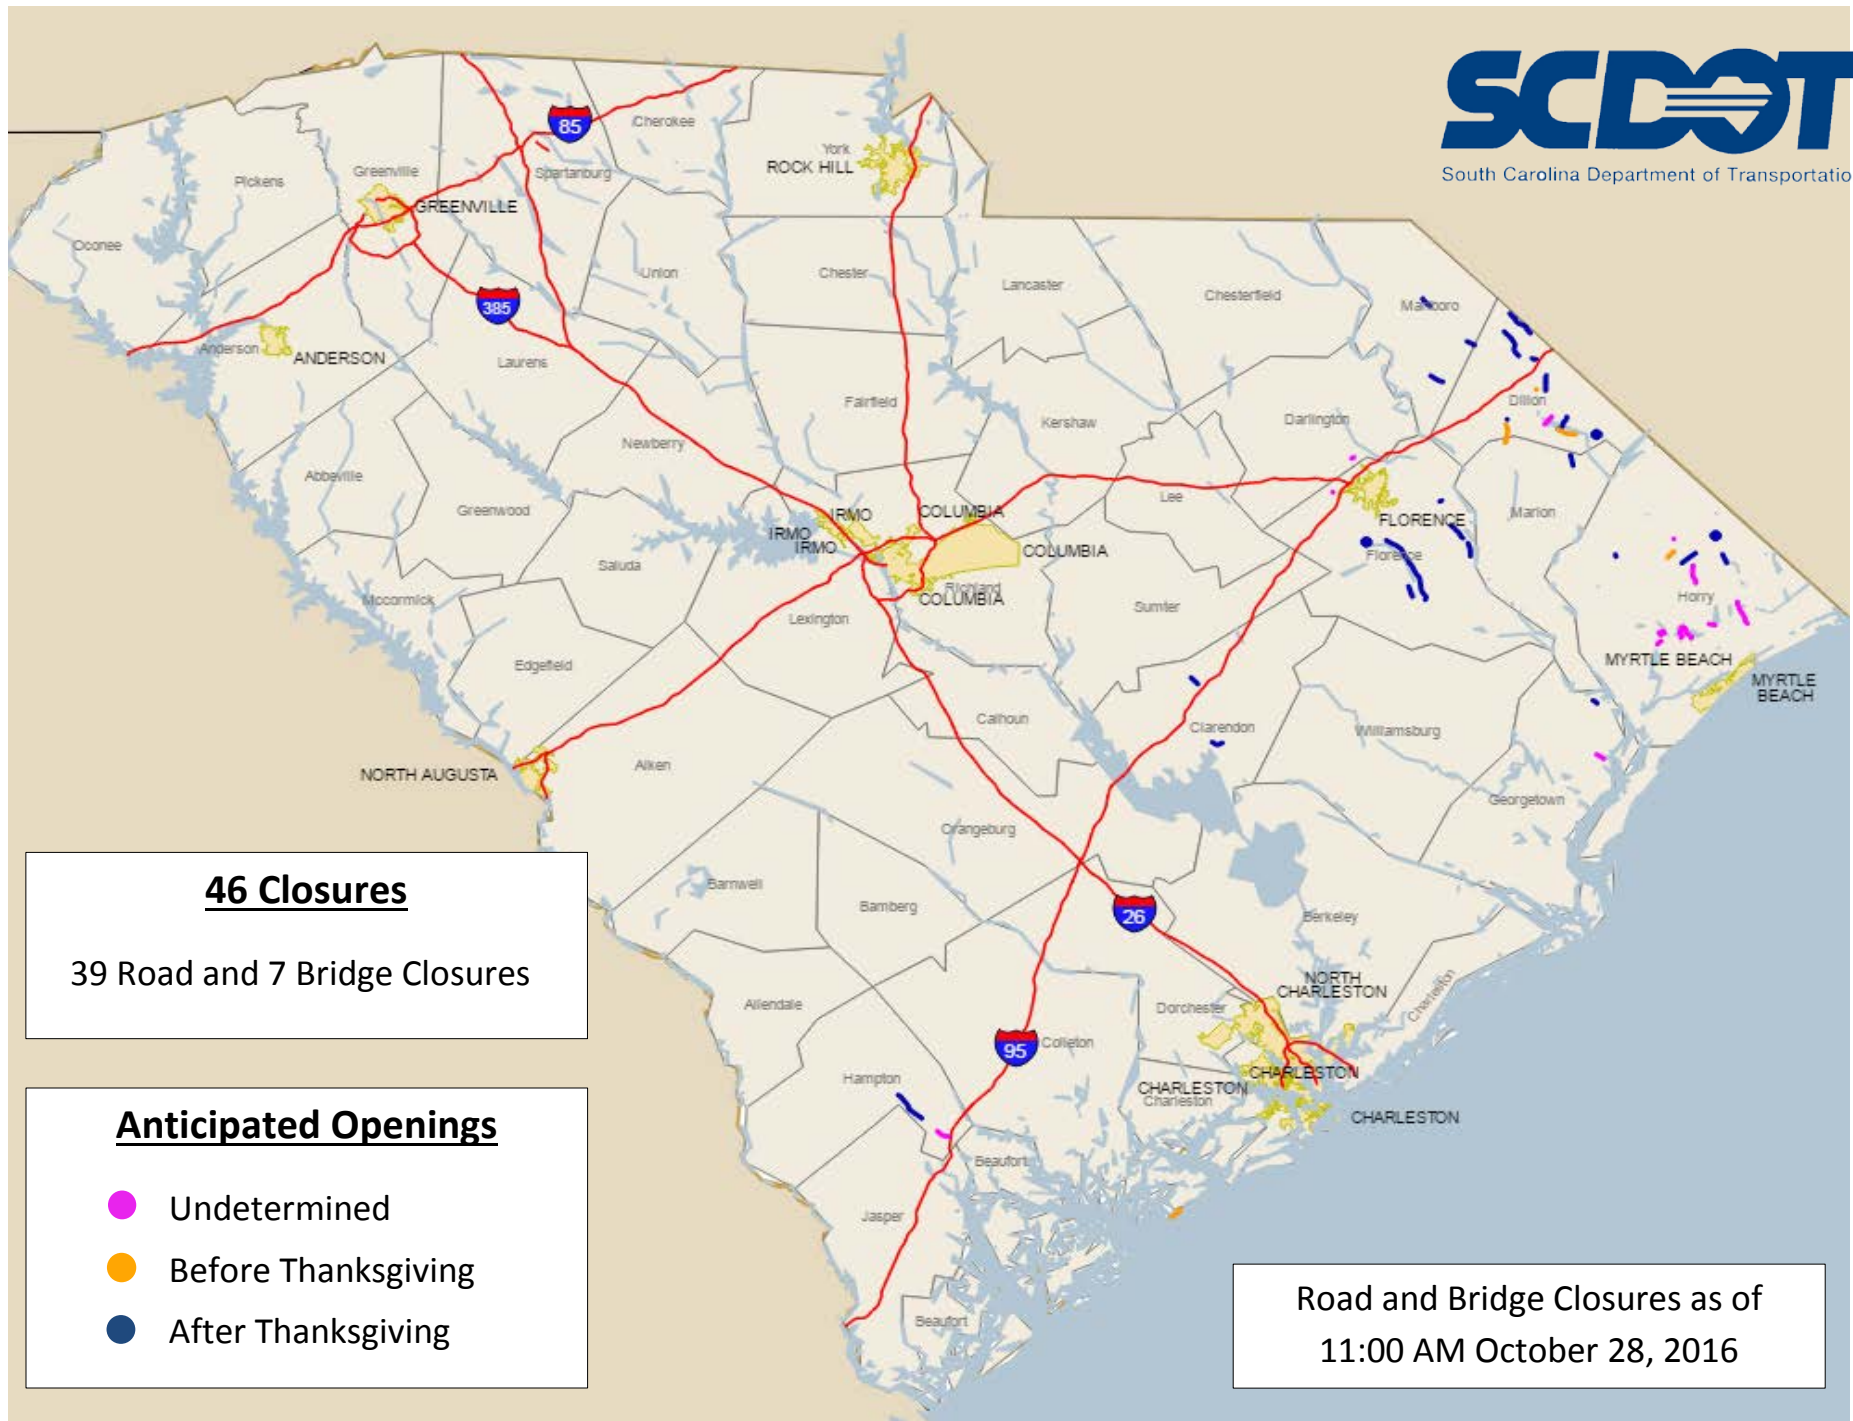 SCDOT
South Carolina Department of Transportatio
85
Cherokee
York
ROCK HILL
Greenville
Spartanburg
Pickens
GREENVILLE
Oconee
Union
Chester
Lancaster
Chesterfield
Marlboro
385
Anderson
ANDERSON
Laurens
Fairfield
Kershaw
Darlington
Dillon
Newberry
Abbeville
Greenwood
Lee
IRMO
COLUMBIA
FLORENCE
Marion
IRMO
IRMO
COLUMBIA
Florence
Saluda
Richland
COLUMBIA
Mccormick
Lexington
Sumter
Horry
Edgefield
MYRTLE BEACH
MYRTLE
BEACH
Calhoun
Clarendon
Williamsburg
NORTH AUGUSTA
Aiken
Georgetown
Orangeburg
Barnwell
Bamberg
26
Berkeley
NORTH
CHARLESTON
Charleston
Allendale
Dorchester
95
Colleton
Hampton
CHARLESTON
CHARLESTON
Charleston
CHARLESTON
Beaufort
Jasper
Beaufort
46 Closures
39 Road and 7 Bridge Closures
Anticipated Openings
Undetermined
Before Thanksgiving
After Thanksgiving
Road and Bridge Closures as of
11:00 AM October 28, 2016